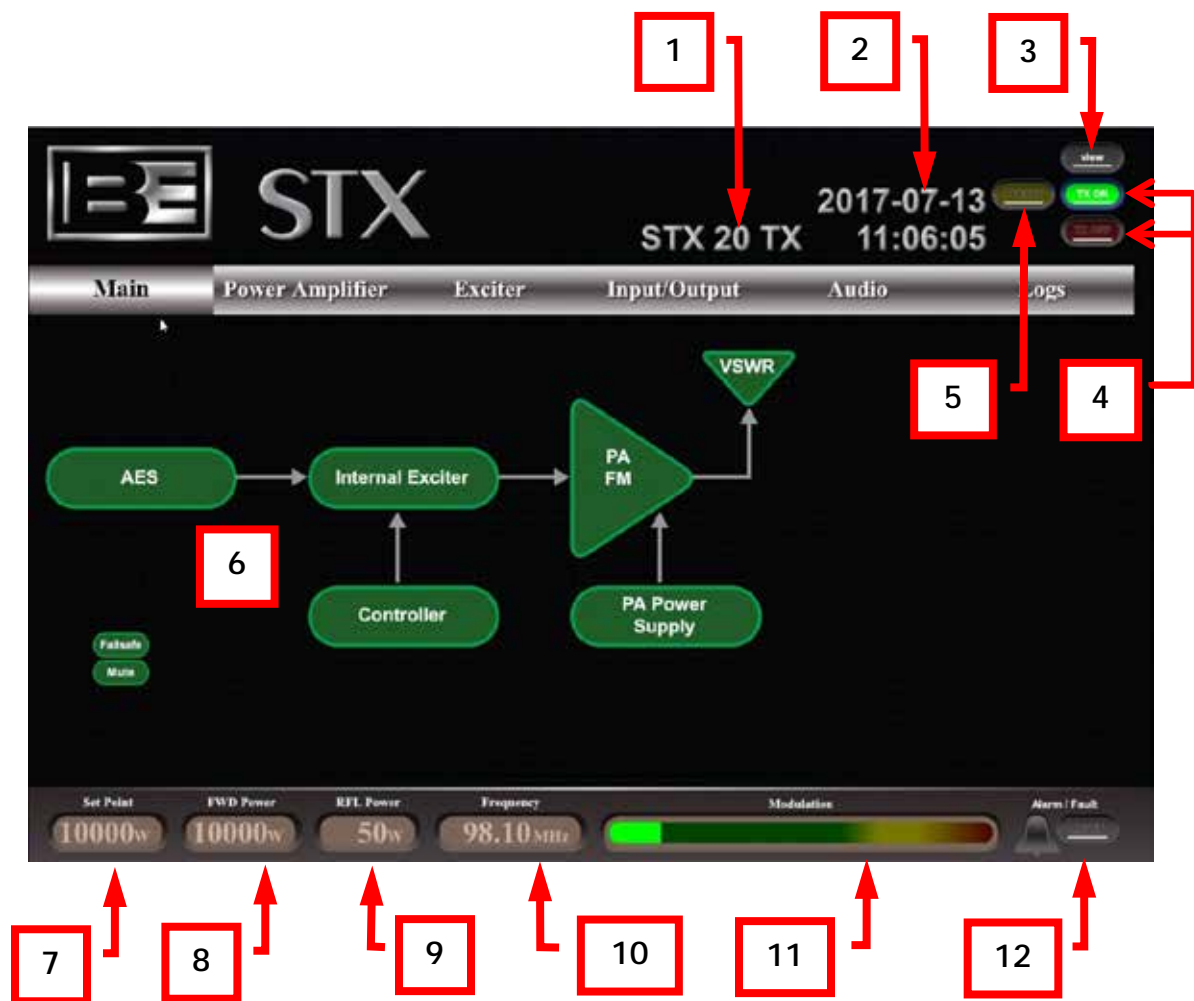 1
2
3
BE
STX
view
2017-07-13
TX ON
STX 20 TX
11:06:05
Main
Power Amplifier
Exciter
Input/Output
Audio
Logs
VSWR
5
4
PA
FM
AES
Internal Exciter
6
Controller
PA Power
Supply
Failsafe
Mute
Set Point
FWD Power
RFL Power
Frequency
Modulation
Alarm / Fault
10000W
10000W
50W
98.10 MHz
7
8
9
10
11
12